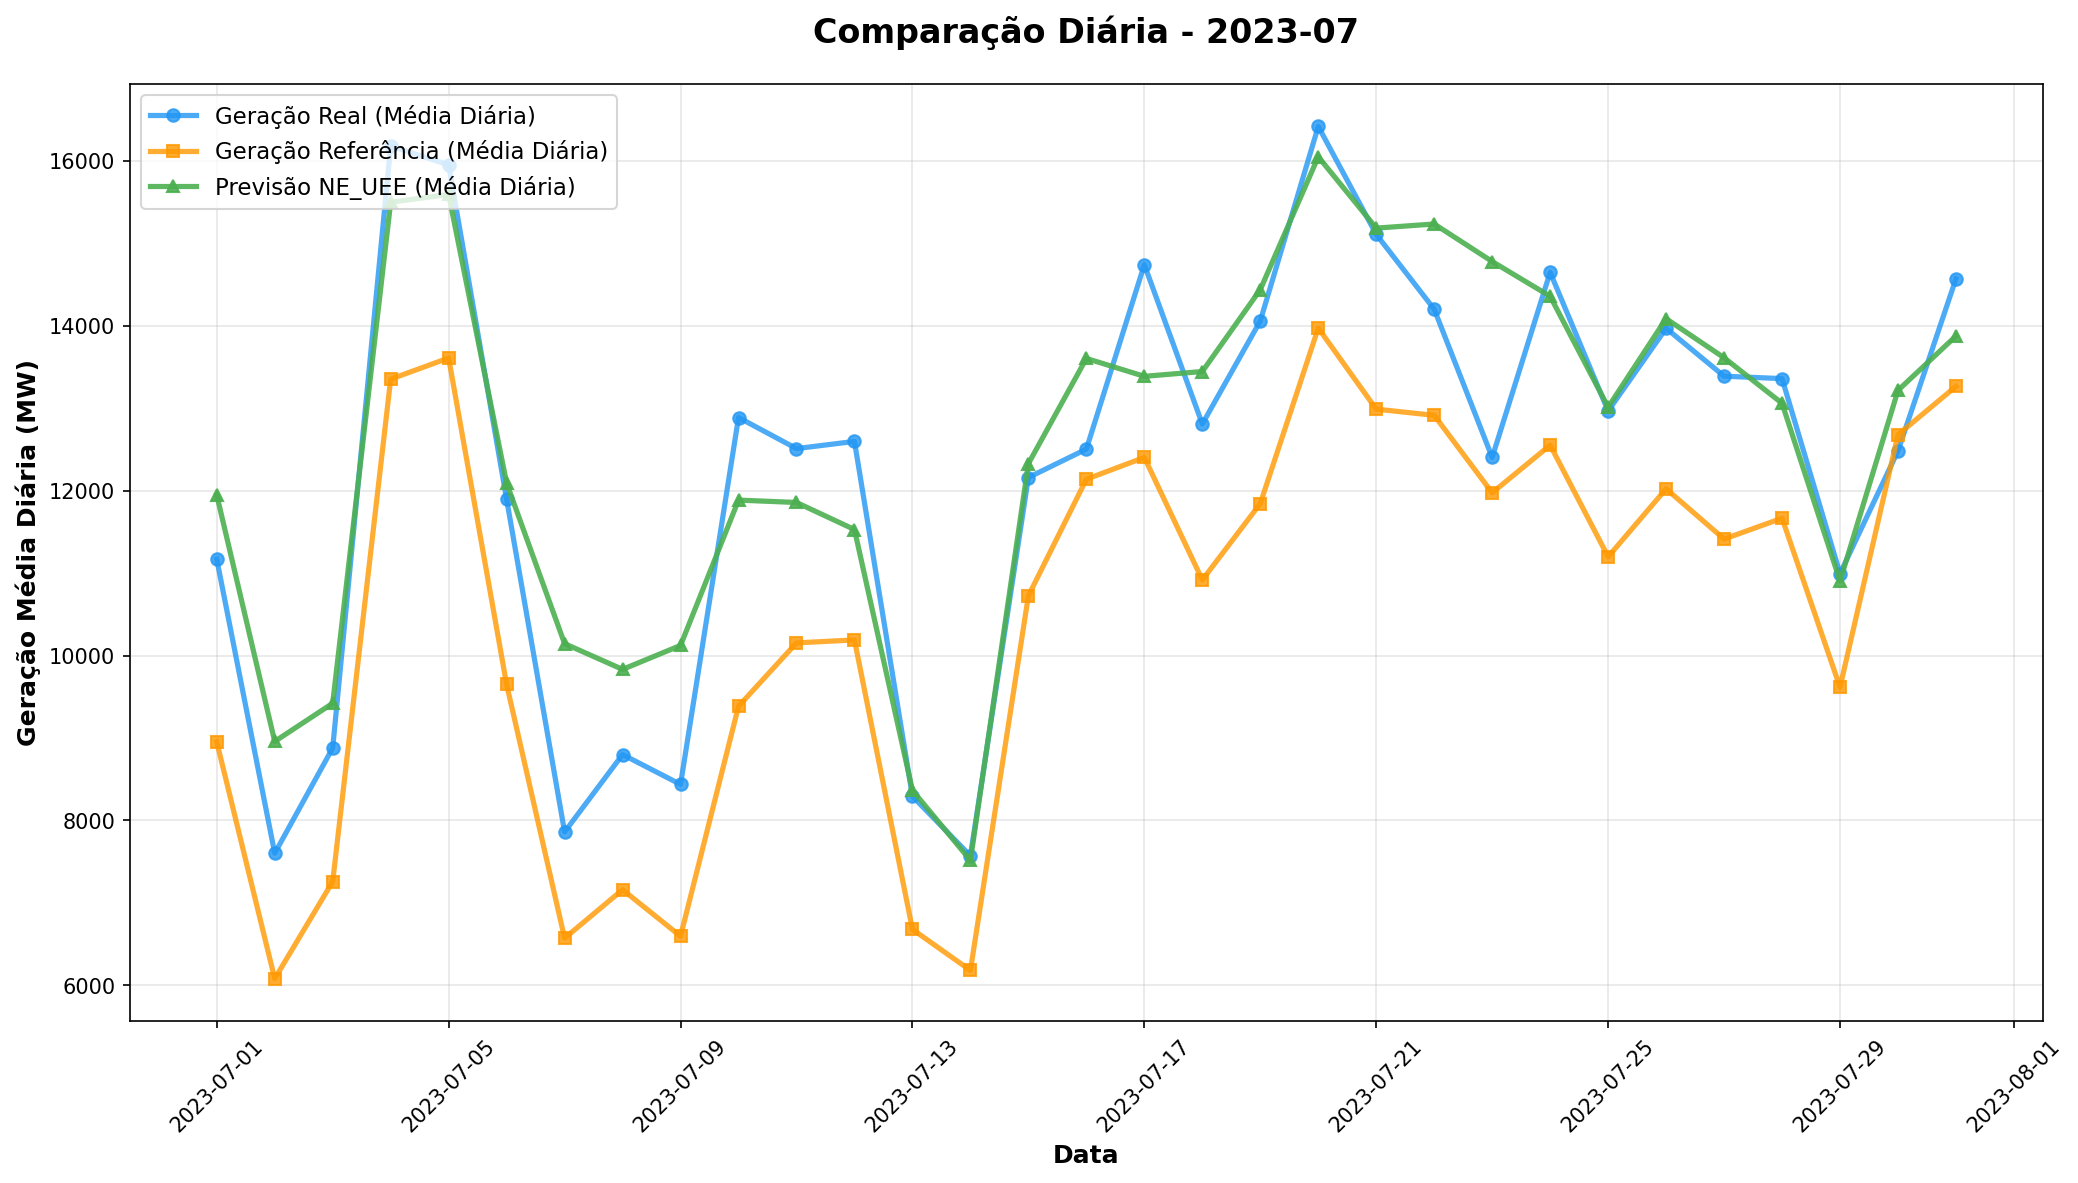 Comparação Diária - 2023-07
Geração Real (Média Diária)
Geração Referência (Média Diária)
Previsão NE_UEE (Média Diária)
Geração Média Diária (MW)
16000
14000
12000
10000
8000
6000
2023-07-01
2023-07-05
2023-07-09
2023-07-13
2023-07-17
2023-07-21
2023-07-25
2023-07-29
2023-08-01
Data